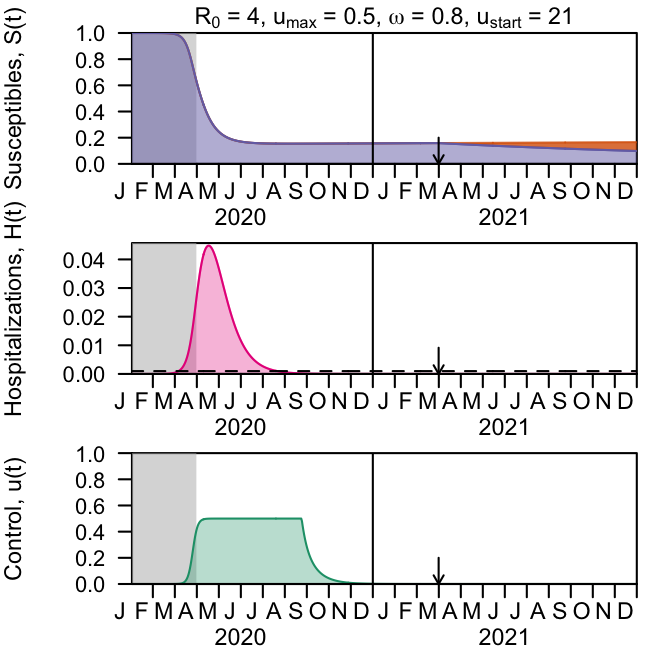 R₀ = 4, uₘₐₓ = 0.5, ω = 0.8, u_start = 21
Susceptibles, S(t)
1.0
0.8
0.6
0.4
0.2
0.0
J F M A M J J A S O N D J F M A M J J A S O N D
2020 2021
Hospitalizations, H(t)
0.04
0.03
0.02
0.01
0.00
J F M A M J J A S O N D J F M A M J J A S O N D
2020 2021
Control, u(t)
1.0
0.8
0.6
0.4
0.2
0.0
J F M A M J J A S O N D J F M A M J J A S O N D
2020 2021